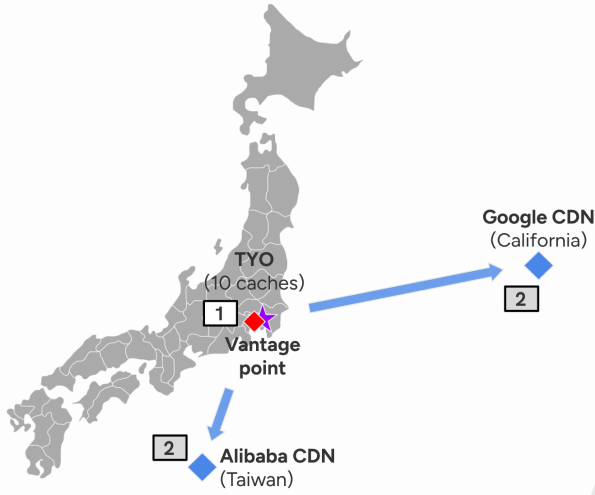 Google CDN
(California)
2
TYO
(10 caches)
1
Vantage
point
2
Alibaba CDN
(Taiwan)